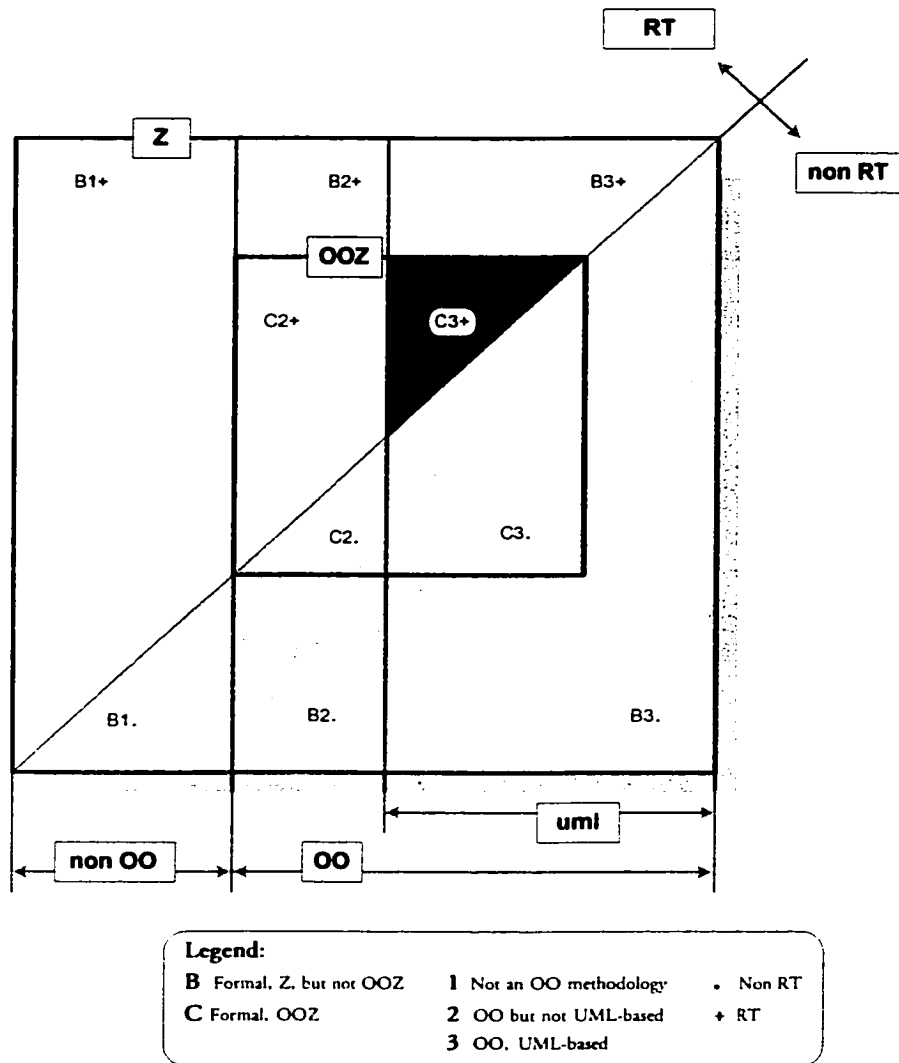 RT
Z
non RT
B1+ B2+ B3+
OOZ
C2+ C3+
C2. C3.
B1. B2. B3.
uml
non OO OO
Legend:
B Formal, Z, but not OOZ 1 Not an OO methodology . Non RT
C Formal, OOZ 2 OO but not UML-based + RT
3 OO, UML-based